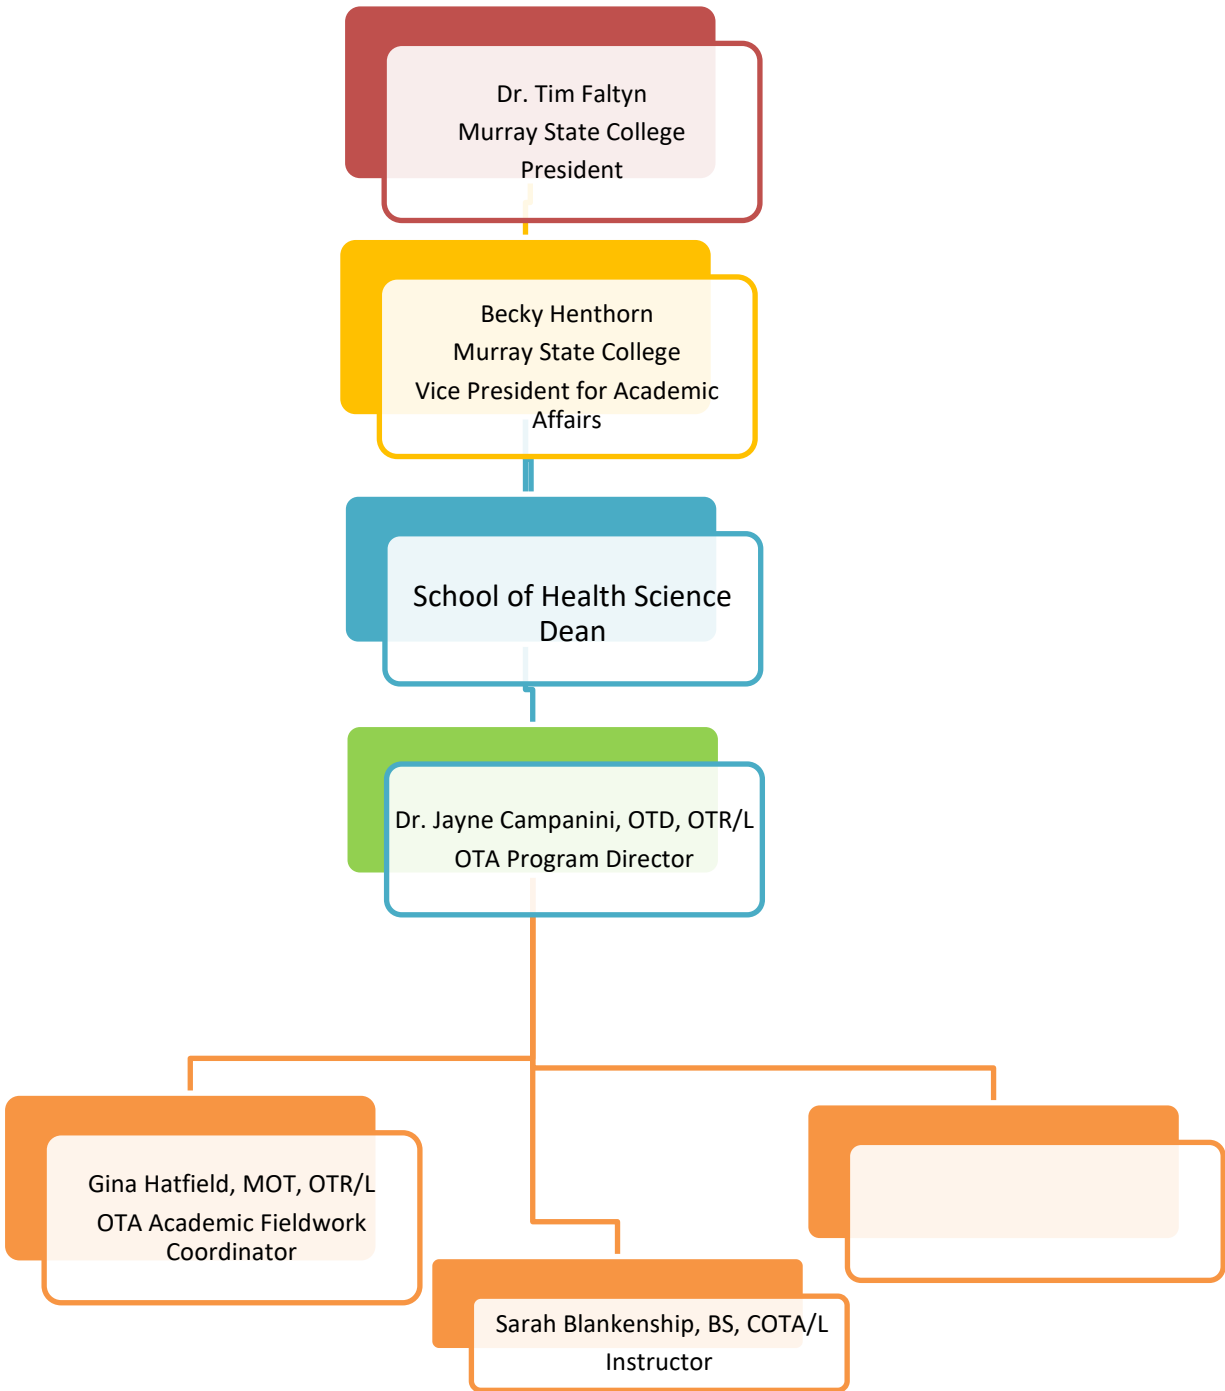 Dr. Tim Faltyn
Murray State College
President
Becky Henthorn
Murray State College
Vice President for Academic
Affairs
School of Health Science
Dean
Dr. Jayne Campanini, OTD, OTR/L
OTA Program Director
Gina Hatfield, MOT, OTR/L
OTA Academic Fieldwork
Coordinator
Sarah Blankenship, BS, COTA/L
Instructor